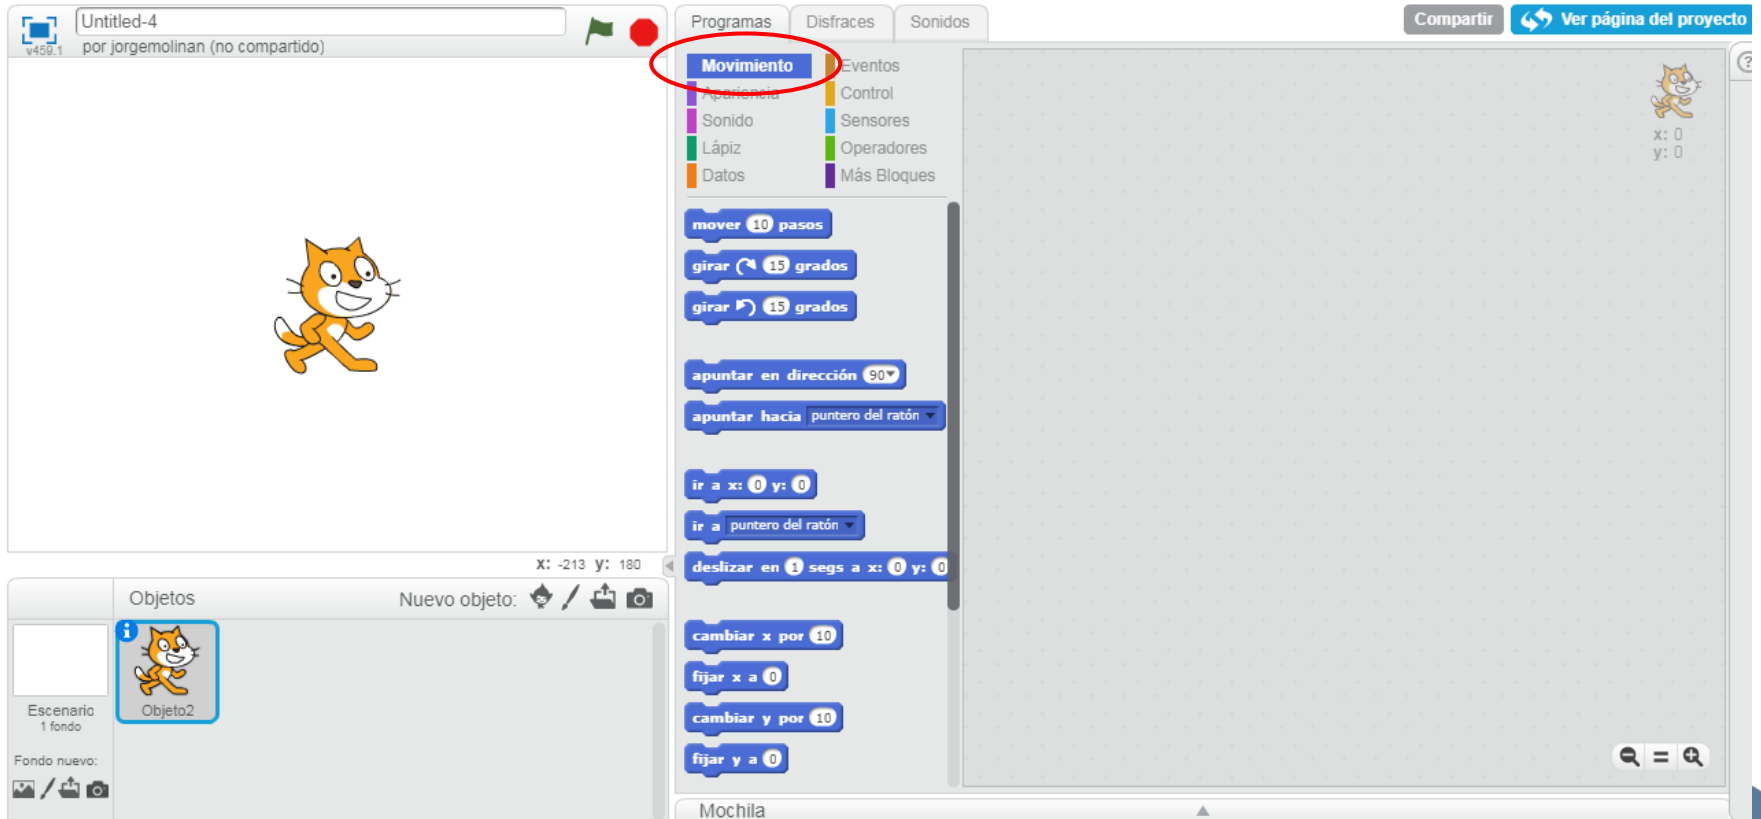 Untitled-4
v459.1
por jorgemolinan (no compartido)
Programas
Disfraces
Sonidos
Compartir
Ver página del proyecto
Movimiento
Eventos
Apariencia
Control
Sonido
Sensores
Lápiz
Operadores
Datos
Más Bloques
x: 0
y: 0
mover 10 pasos
girar 15 grados
girar 15 grados
apuntar en dirección 90
apuntar hacia puntero del ratón
ir a x: 0 y: 0
ir a puntero del ratón
deslizar en 1 segs a x: 0 y: 0
cambiar x por 10
fijar x a 0
cambiar y por 10
fijar y a 0
X: -213 y: 180
Objetos
Nuevo objeto:
Escenario
1 fondo
Objeto2
Fondo nuevo:
Mochila